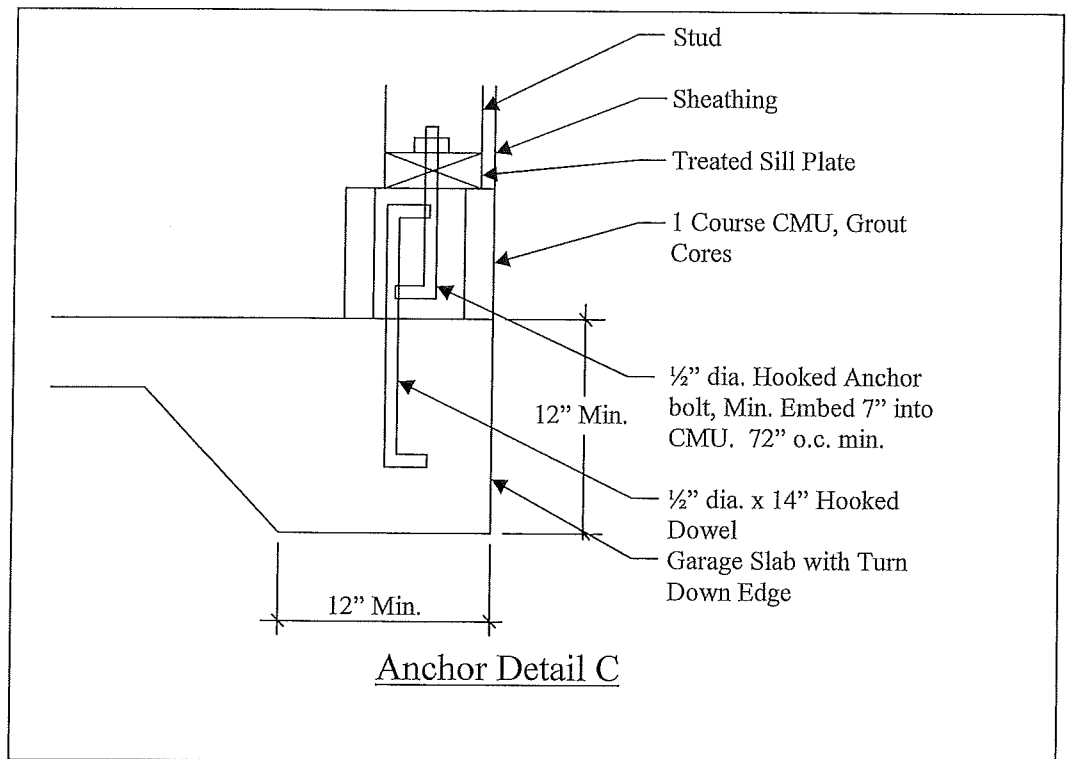 Stud
Sheathing
Treated Sill Plate
1 Course CMU, Grout
Cores
½” dia. Hooked Anchor
bolt, Min. Embed 7” into
CMU. 72” o.c. min.
12” Min.
½” dia. x 14” Hooked
Dowel
Garage Slab with Turn
Down Edge
12” Min.
Anchor Detail C